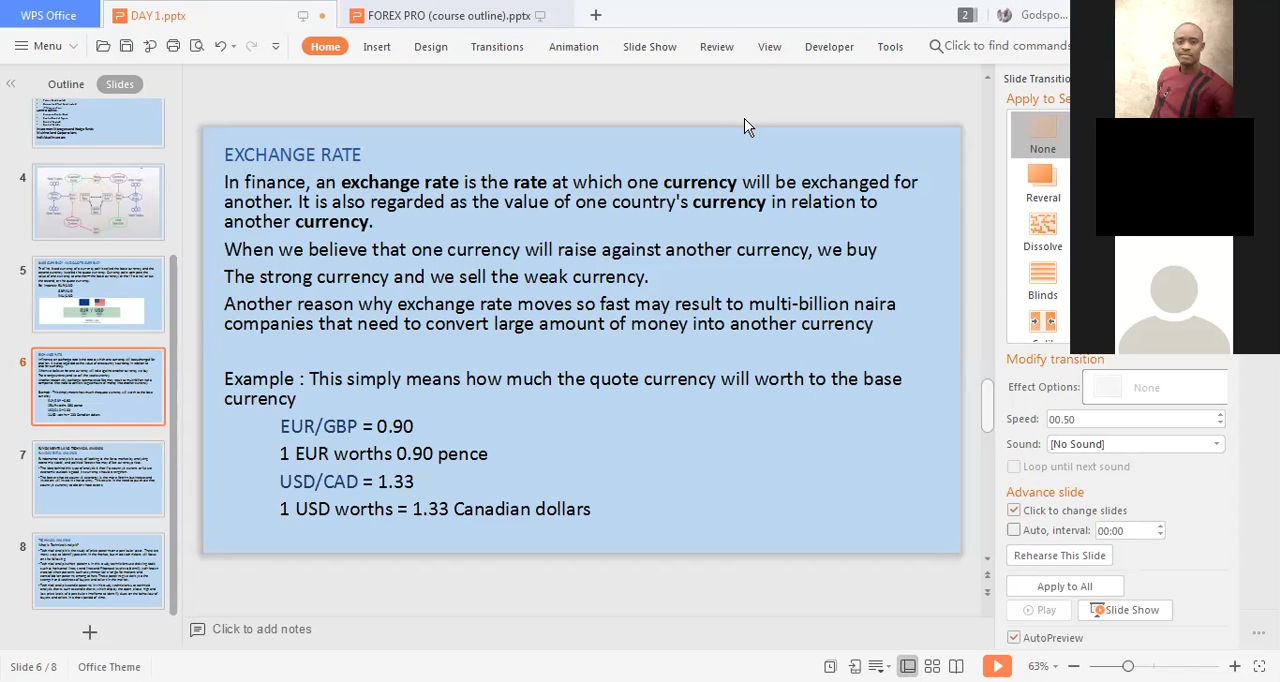 WPS Office
DAY 1.pptx
FOREX PRO (course outline).pptx
2
Godspo...
Menu
Home
Insert
Design
Transitions
Animation
Slide Show
Review
View
Developer
Tools
Click to find commands
Outline
Slides
4
5
6
7
8
EXCHANGE RATE
In finance, an exchange rate is the rate at which one currency will be exchanged for
another. It is also regarded as the value of one country's currency in relation to
another currency.
When we believe that one currency will raise against another currency, we buy
The strong currency and we sell the weak currency.
Another reason why exchange rate moves so fast may result to multi-billion naira
companies that need to convert large amount of money into another currency
Example : This simply means how much the quote currency will worth to the base
currency
EUR/GBP = 0.90
1 EUR worths 0.90 pence
USD/CAD = 1.33
1 USD worths = 1.33 Canadian dollars
Slide Transitio
Apply to Se
None
Reveral
Dissolve
Blinds
Modify transition
Effect Options:
None
Speed: 00.50
Sound: [No Sound]
Loop until next sound
Advance slide
Click to change slides
Auto, interval: 00:00
Rehearse This Slide
Apply to All
Play
Slide Show
AutoPreview
Click to add notes
Slide 6 / 8
Office Theme
63%